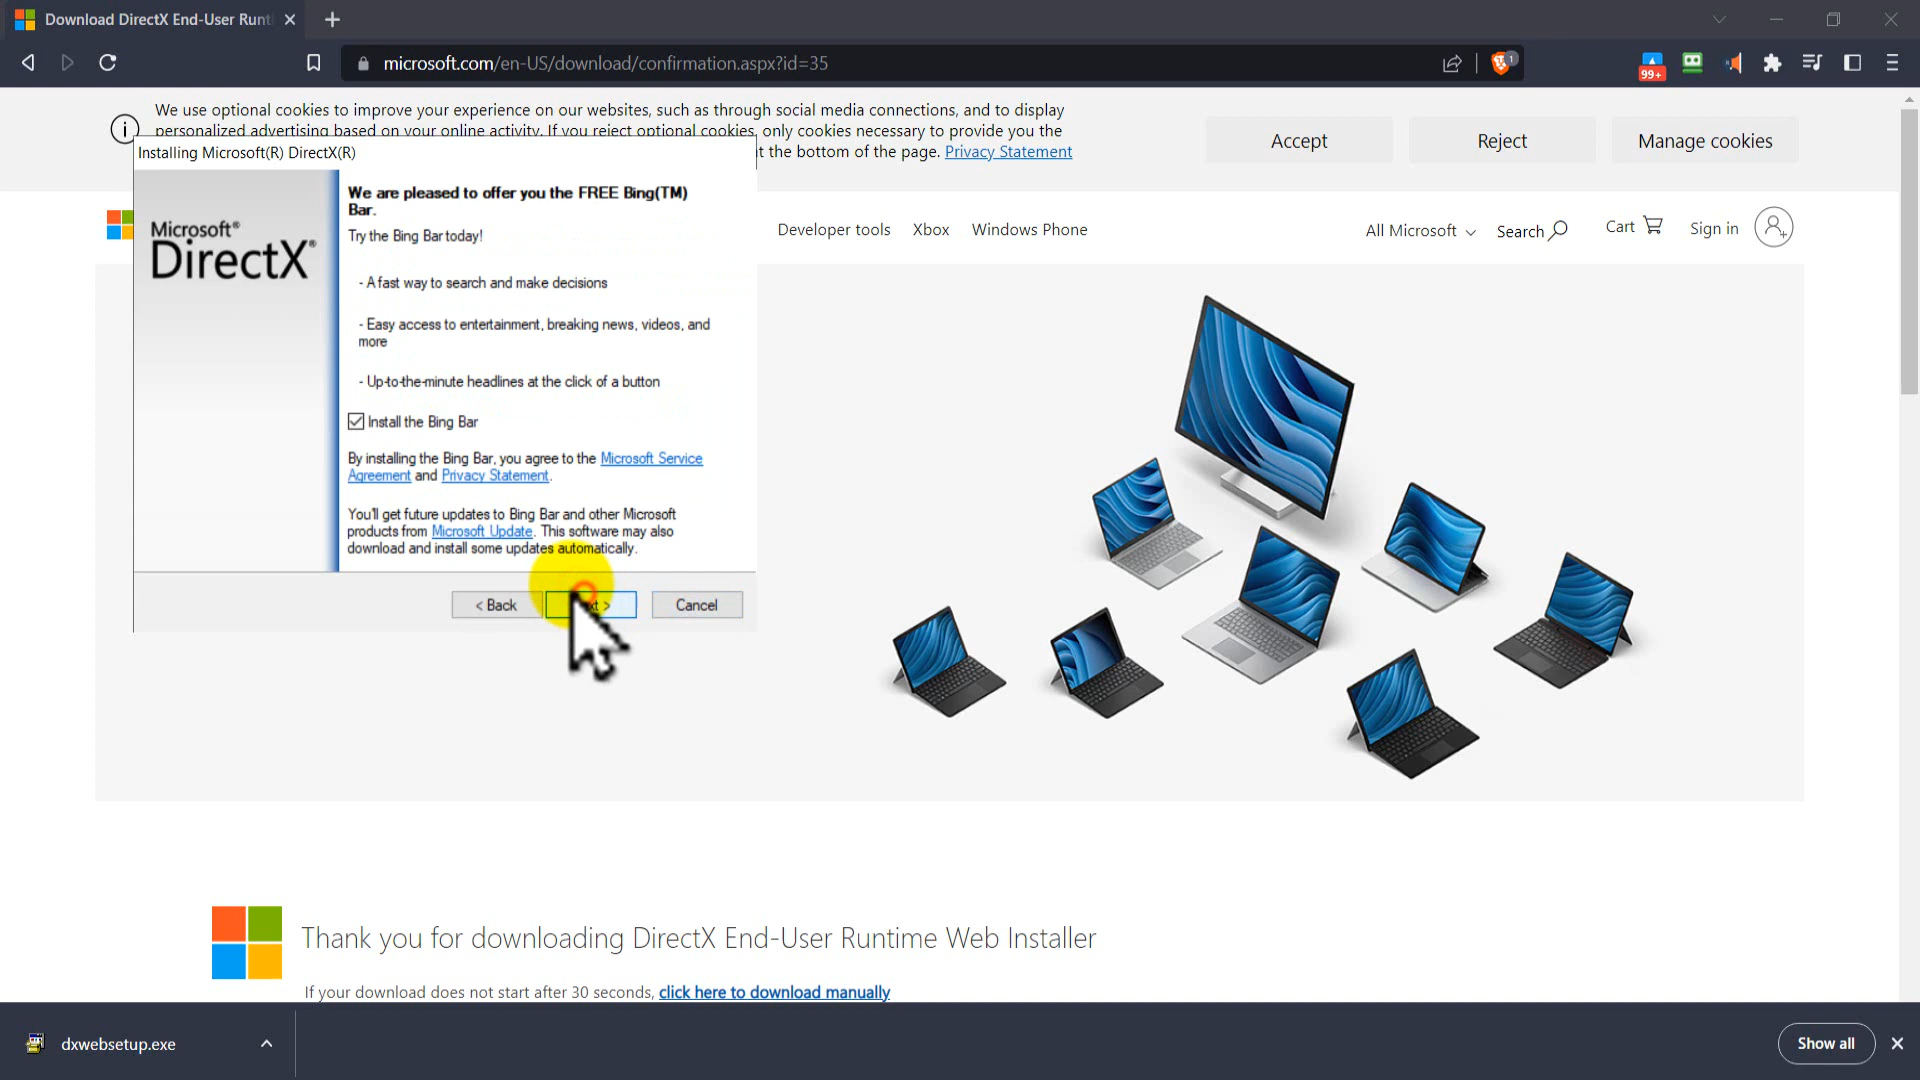 Download DirectX End-User Runt
microsoft.com/en-US/download/confirmation.aspx?id=35
1
99+
We use optional cookies to improve your experience on our websites, such as through social media connections, and to display
personalized advertising based on your online activity. If you reject optional cookies, only cookies necessary to provide you the
t the bottom of the page. Privacy Statement
Accept
Reject
Manage cookies
Installing Microsoft(R) DirectX(R)
Microsoft®
DirectX®
We are pleased to offer you the FREE Bing(TM)
Bar.
Try the Bing Bar today!
- A fast way to search and make decisions
- Easy access to entertainment, breaking news, videos, and
more
- Up-to-the-minute headlines at the click of a button
Install the Bing Bar
By installing the Bing Bar, you agree to the Microsoft Service
Agreement and Privacy Statement.
You'll get future updates to Bing Bar and other Microsoft
products from Microsoft Update. This software may also
download and install some updates automatically.
< Back
>
Cancel
Developer tools
Xbox
Windows Phone
All Microsoft
Search
Cart
Sign in
Thank you for downloading DirectX End-User Runtime Web Installer
If your download does not start after 30 seconds, click here to download manually
dxwebsetup.exe
Show all